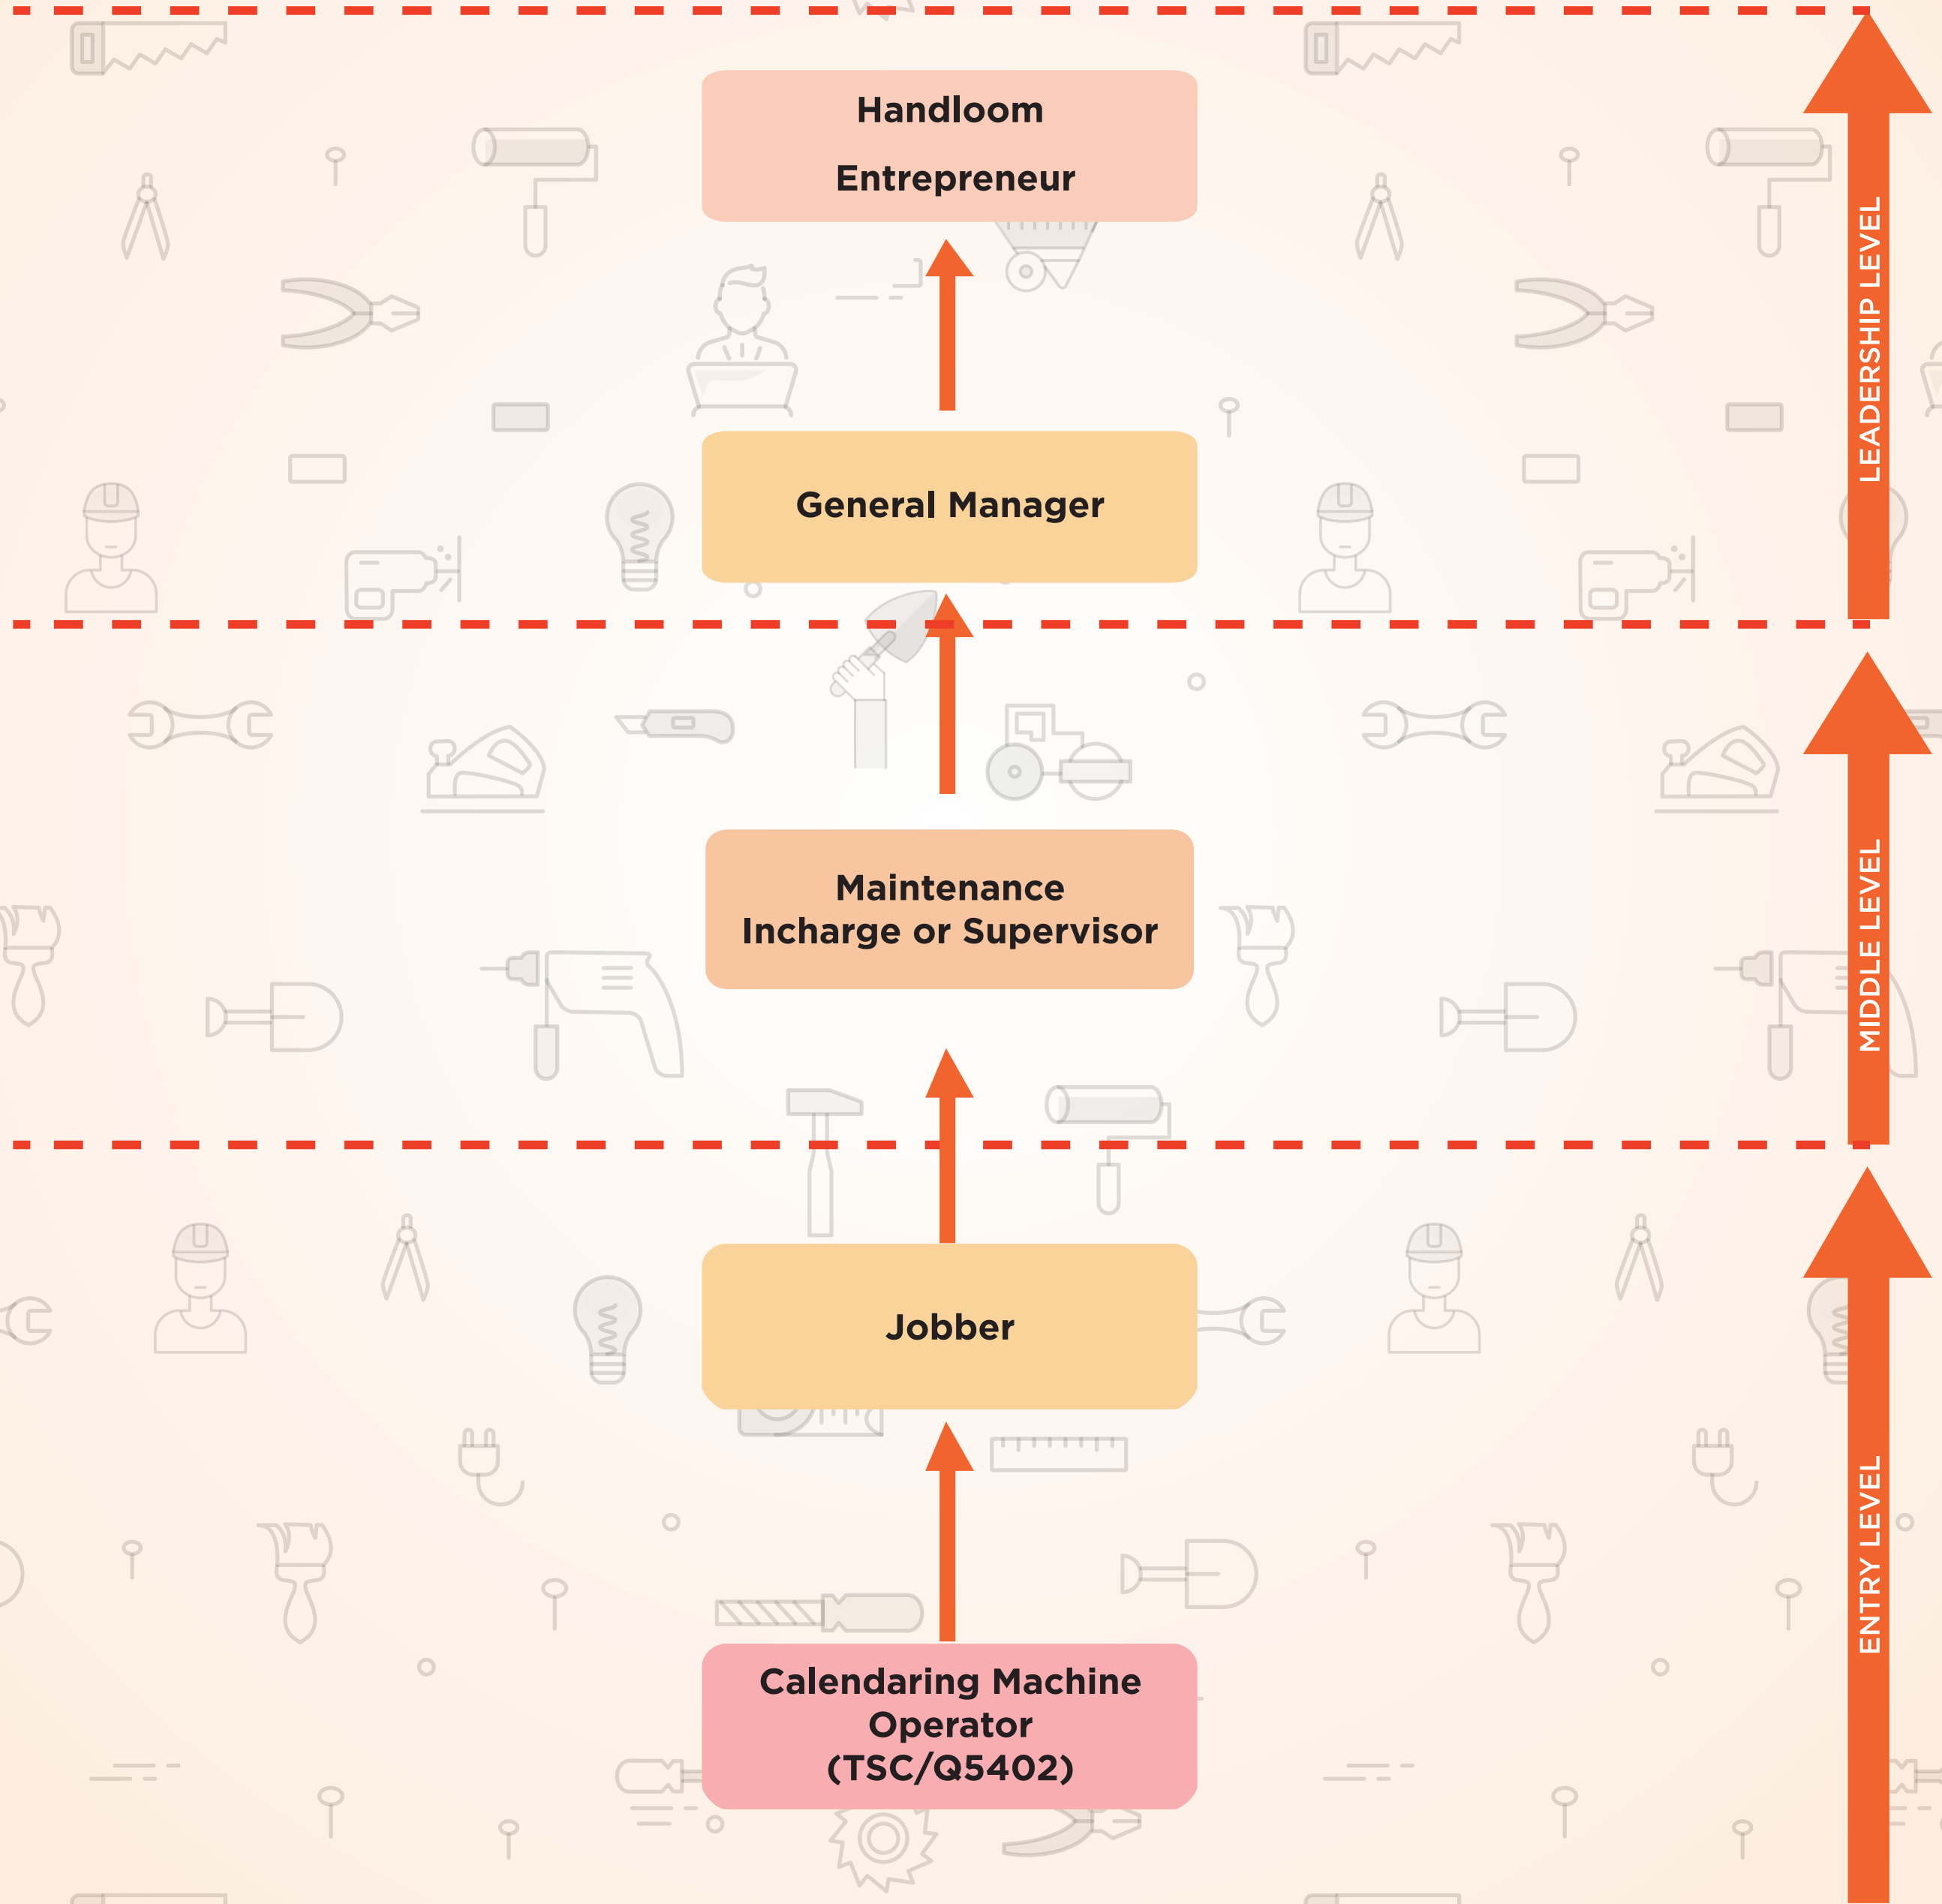 Handloom
Entrepreneur
LEADERSHIP LEVEL
General Manager
Maintenance
Incharge or Supervisor
MIDDLE LEVEL
Jobber
ENTRY LEVEL
Calendaring Machine
Operator
(TSC/Q5402)